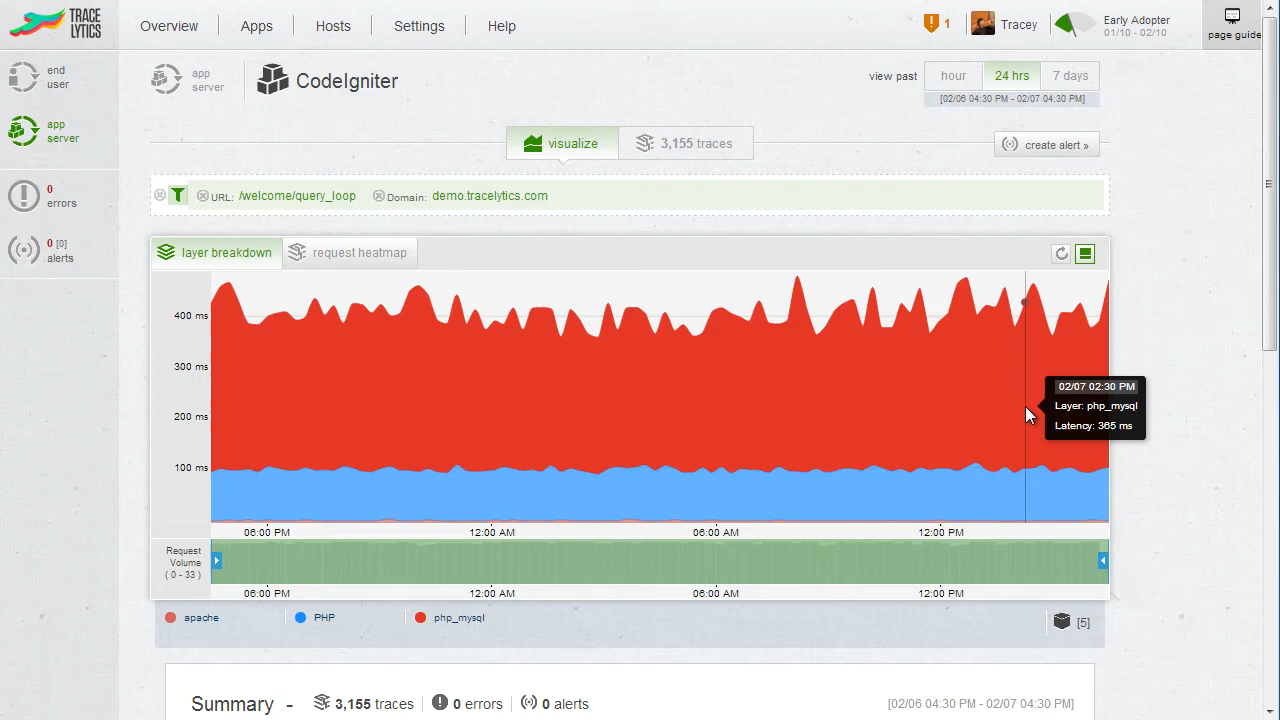 TRACE
LYTICS
Overview
Apps
Hosts
Settings
Help
1
Tracey
Early Adopter
01/10 - 02/10
page guide
end
user
app
server
0
errors
0 [0]
alerts
app
server
CodeIgniter
view past
hour
24 hrs
7 days
[02/06 04:30 PM - 02/07 04:30 PM]
visualize
3,155 traces
create alert »
URL: /welcome/query_loop
Domain: demo.tracelytics.com
layer breakdown
request heatmap
400 ms
300 ms
200 ms
100 ms
02/07 02:30 PM
Layer: php_mysql
Latency: 365 ms
06:00 PM
12:00 AM
06:00 AM
12:00 PM
Request
Volume
( 0 - 33 )
06:00 PM
12:00 AM
06:00 AM
12:00 PM
apache
PHP
php_mysql
[5]
Summary - 3,155 traces 0 errors 0 alerts
[02/06 04:30 PM - 02/07 04:30 PM]